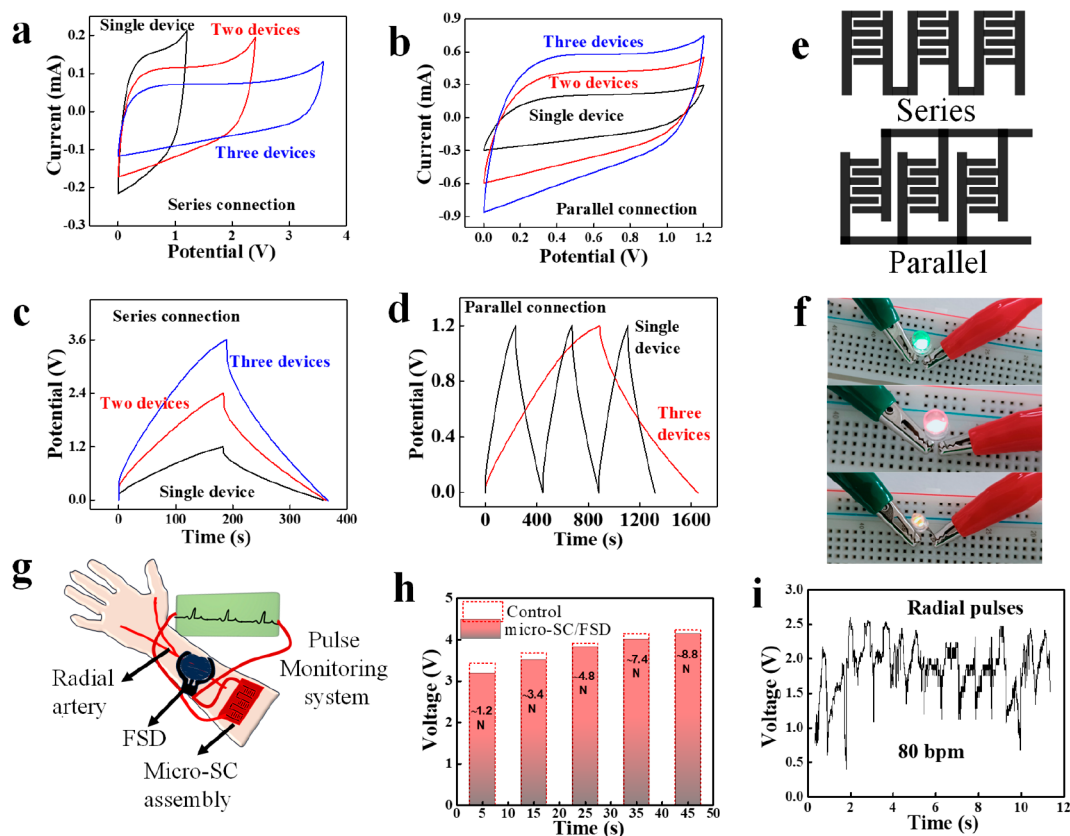 a
Single device
Two devices
Three devices
Series connection
0.2
0.1
0.0
-0.1
-0.2
-0.3
Current (mA)
0
1
2
3
4
Potential (V)
b
Three devices
Two devices
Single device
Parallel connection
0.9
0.6
0.3
0.0
-0.3
-0.6
-0.9
Current (mA)
0.0
0.2
0.4
0.6
0.8
1.0
1.2
Potential (V)
e
Series
Parallel
c
Series connection
Three devices
Two devices
Single device
3.6
2.4
1.2
0.0
Potential (V)
0
100
200
300
400
Time (s)
d
Parallel connection
Single
device
Three
devices
1.2
0.8
0.4
0.0
Potential (V)
0
400
800
1200
1600
Time (s)
f
g
Radial
artery
FSD
Micro-SC
assembly
Pulse
Monitoring
system
h
Control
micro-SC/FSD
~1.2
N
~3.4
N
~4.8
N
~7.4
N
~8.8
N
5
4
3
2
1
0
Voltage (V)
0
5
10
15
20
25
30
35
40
45
50
Time (s)
i
Radial pulses
80 bpm
3.0
2.5
2.0
1.5
1.0
0.5
0.0
Voltage (V)
0
2
4
6
8
10
12
Time (s)